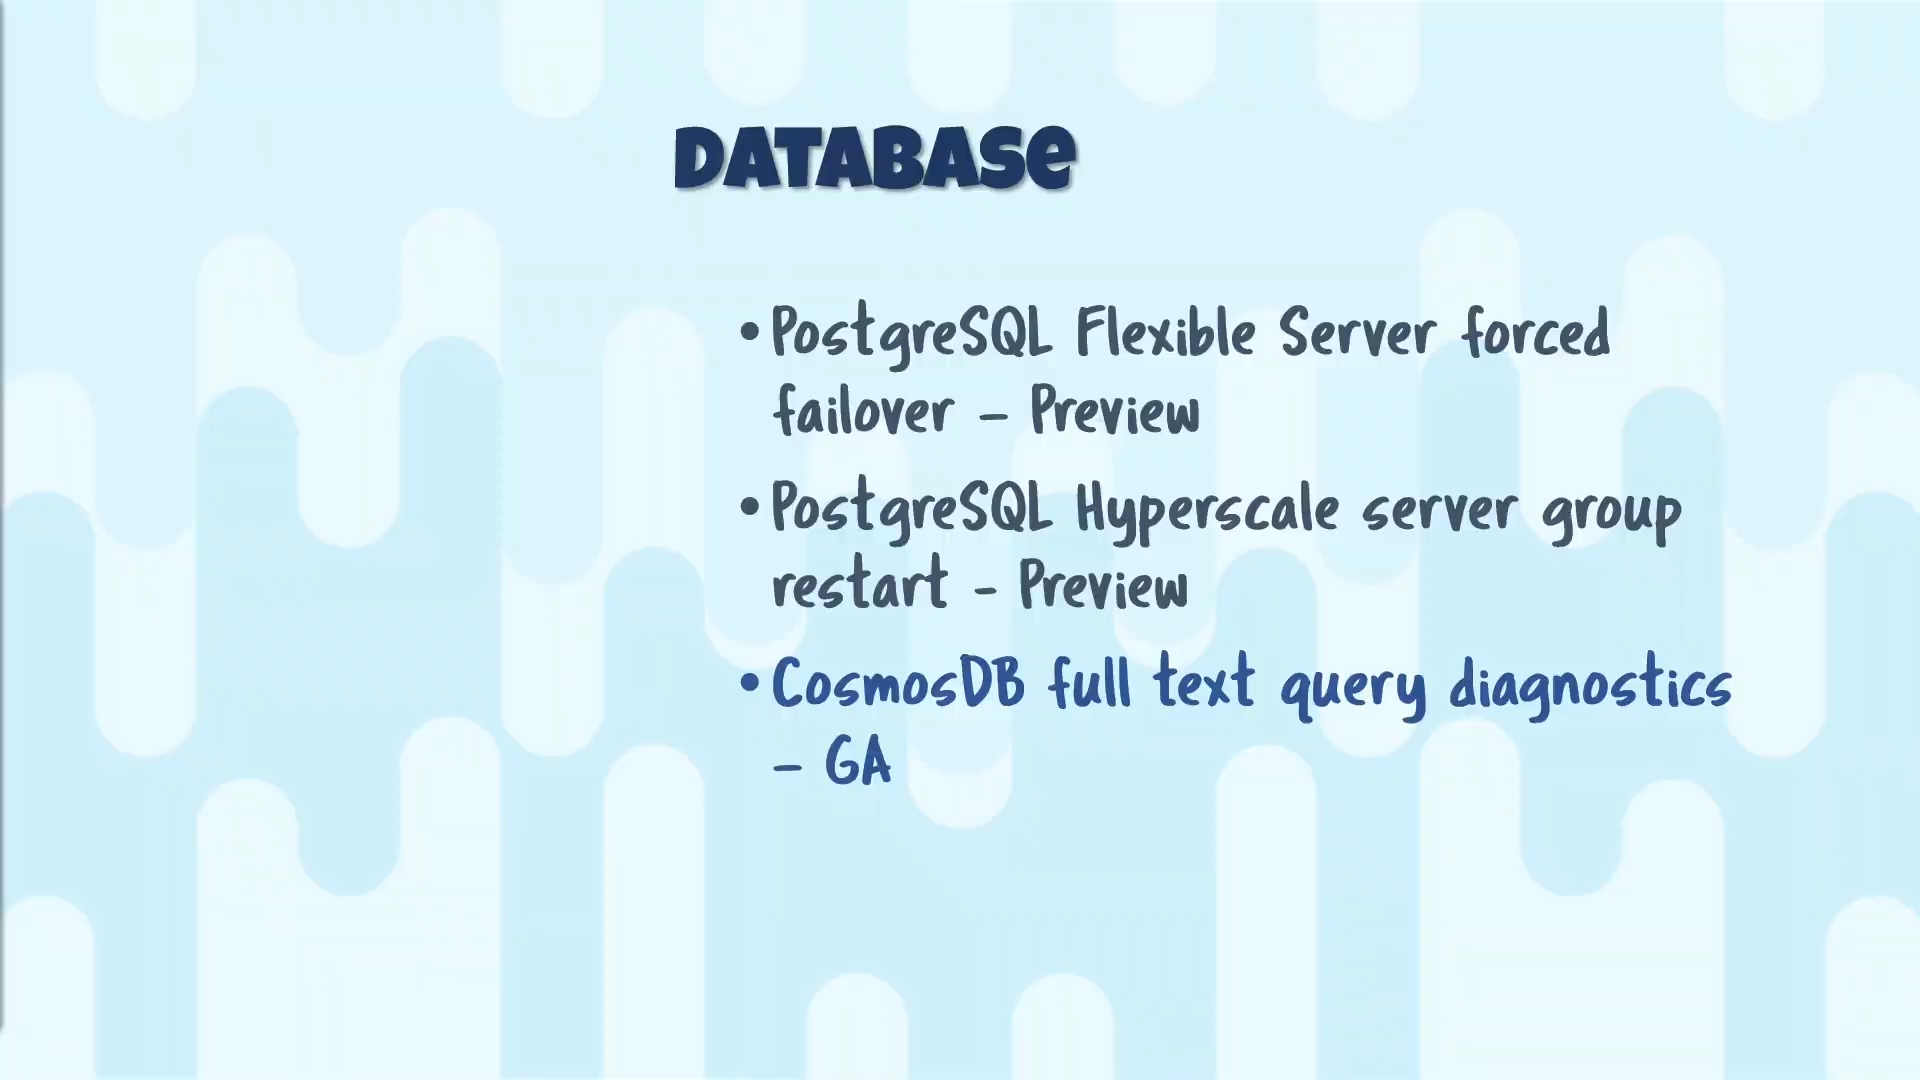 DATABASE
•PostgreSQL Flexible Server forced
failover – Preview
•PostgreSQL Hyperscale server group
restart - Preview
•CosmosDB full text query diagnostics
– GA